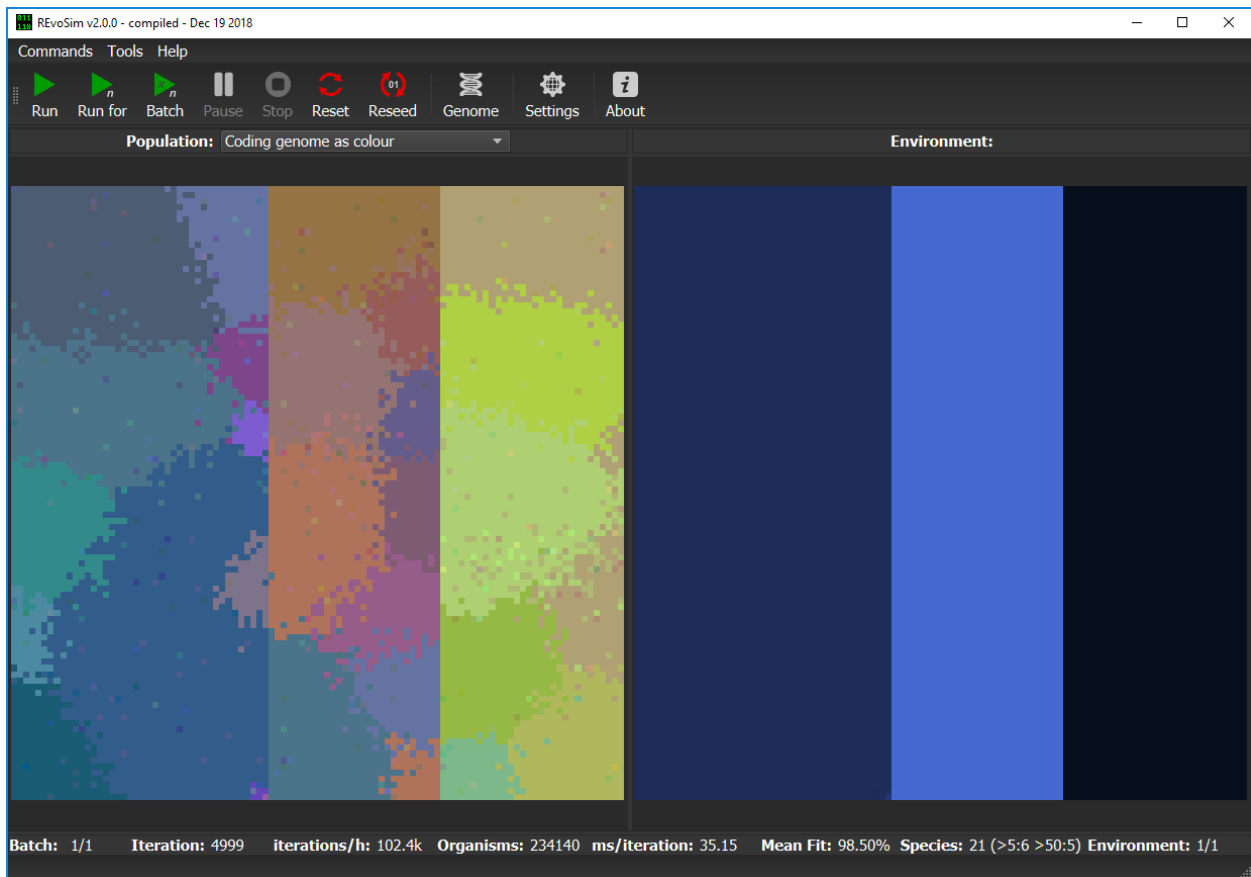 REvoSim v2.0.0 - compiled - Dec 19 2018
Commands Tools Help
Run Run for Batch Pause Stop Reset Reseed Genome Settings About
Population: Coding genome as colour Environment:
Batch: 1/1 Iteration: 4999 iterations/h: 102.4k Organisms: 234140 ms/iteration: 35.15 Mean Fit: 98.50% Species: 21 (>5:6 >50:5) Environment: 1/1